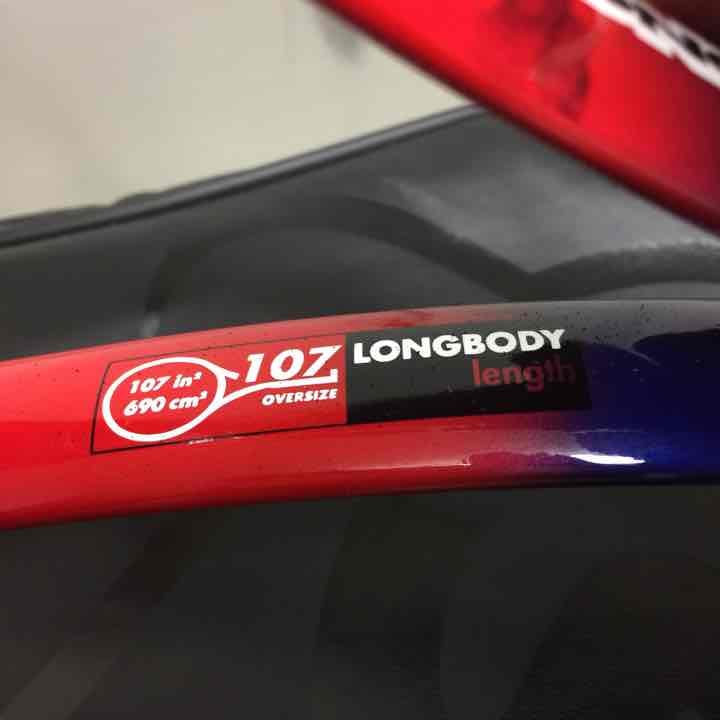 107 in²
690 cm²
107
OVERSIZE
LONGBODY
length